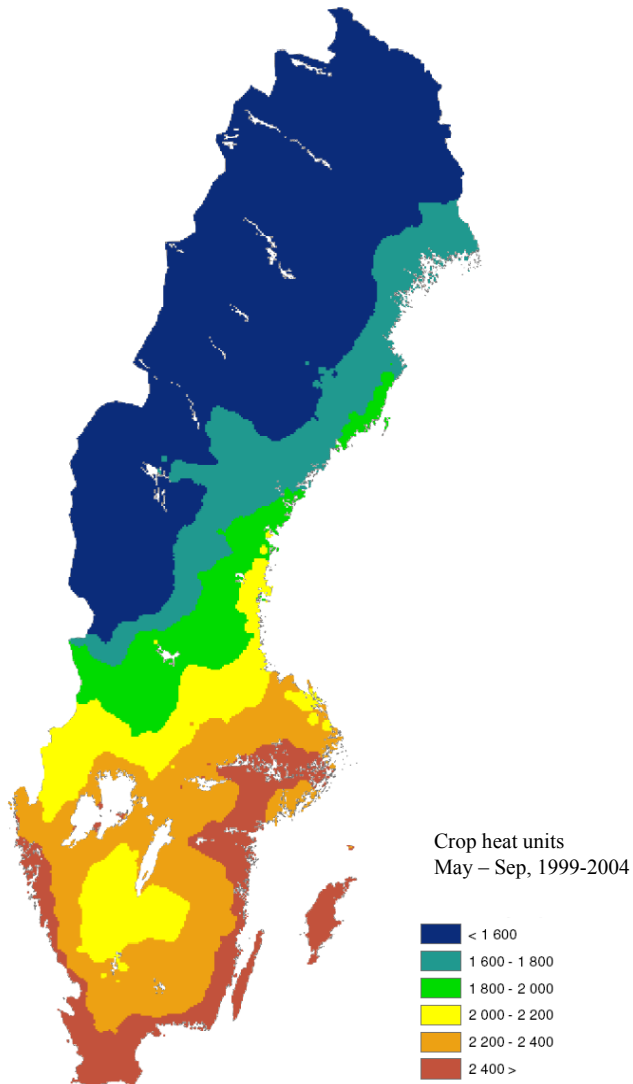 Crop heat units
May – Sep, 1999-2004
< 1 600
1 600 - 1 800
1 800 - 2 000
2 000 - 2 200
2 200 - 2 400
2 400 >